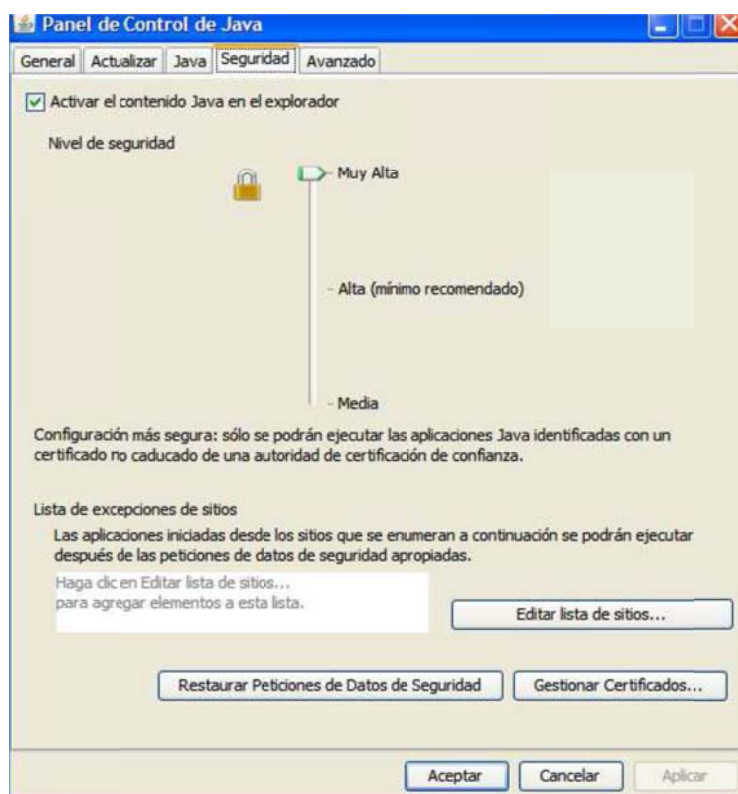 Panel de Control de Java
General Actualizar Java Seguridad Avanzado
Activar el contenido Java en el explorador
Nivel de seguridad
Muy Alta
Alta (mínimo recomendado)
Media
Configuración más segura: sólo se podrán ejecutar las aplicaciones Java identificadas con un
certificado no caducado de una autoridad de certificación de confianza.
Lista de excepciones de sitios
Las aplicaciones iniciadas desde los sitios que se enumeran a continuación se podrán ejecutar
después de las peticiones de datos de seguridad apropiadas.
Haga clic en Editar lista de sitios...
para agregar elementos a esta lista.
Editar lista de sitios...
Restaurar Peticiones de Datos de Seguridad Gestionar Certificados...
Aceptar Cancelar Aplicar